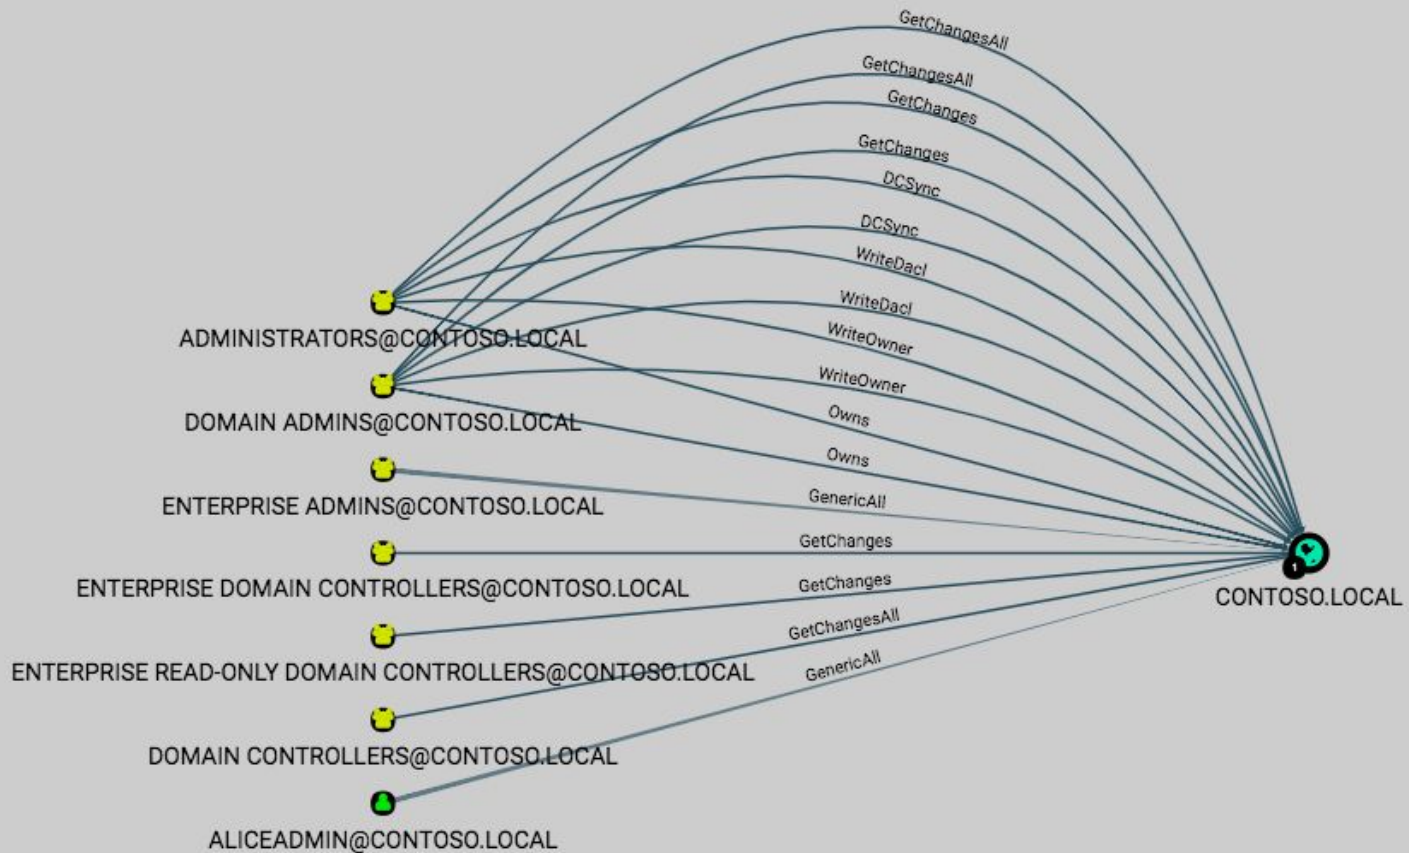 GetChangesAll
GetChangesAll
GetChanges
GetChanges
DCSync
DCSync
WriteDacl
WriteDacl
WriteOwner
WriteOwner
Owns
Owns
GenericAll
GetChanges
GetChanges
GetChangesAll
GenericAll
ADMINISTRATORS@CONTOSO.LOCAL
DOMAIN ADMINS@CONTOSO.LOCAL
ENTERPRISE ADMINS@CONTOSO.LOCAL
ENTERPRISE DOMAIN CONTROLLERS@CONTOSO.LOCAL
ENTERPRISE READ-ONLY DOMAIN CONTROLLERS@CONTOSO.LOCAL
DOMAIN CONTROLLERS@CONTOSO.LOCAL
ALICEADMIN@CONTOSO.LOCAL
1
CONTOSO.LOCAL